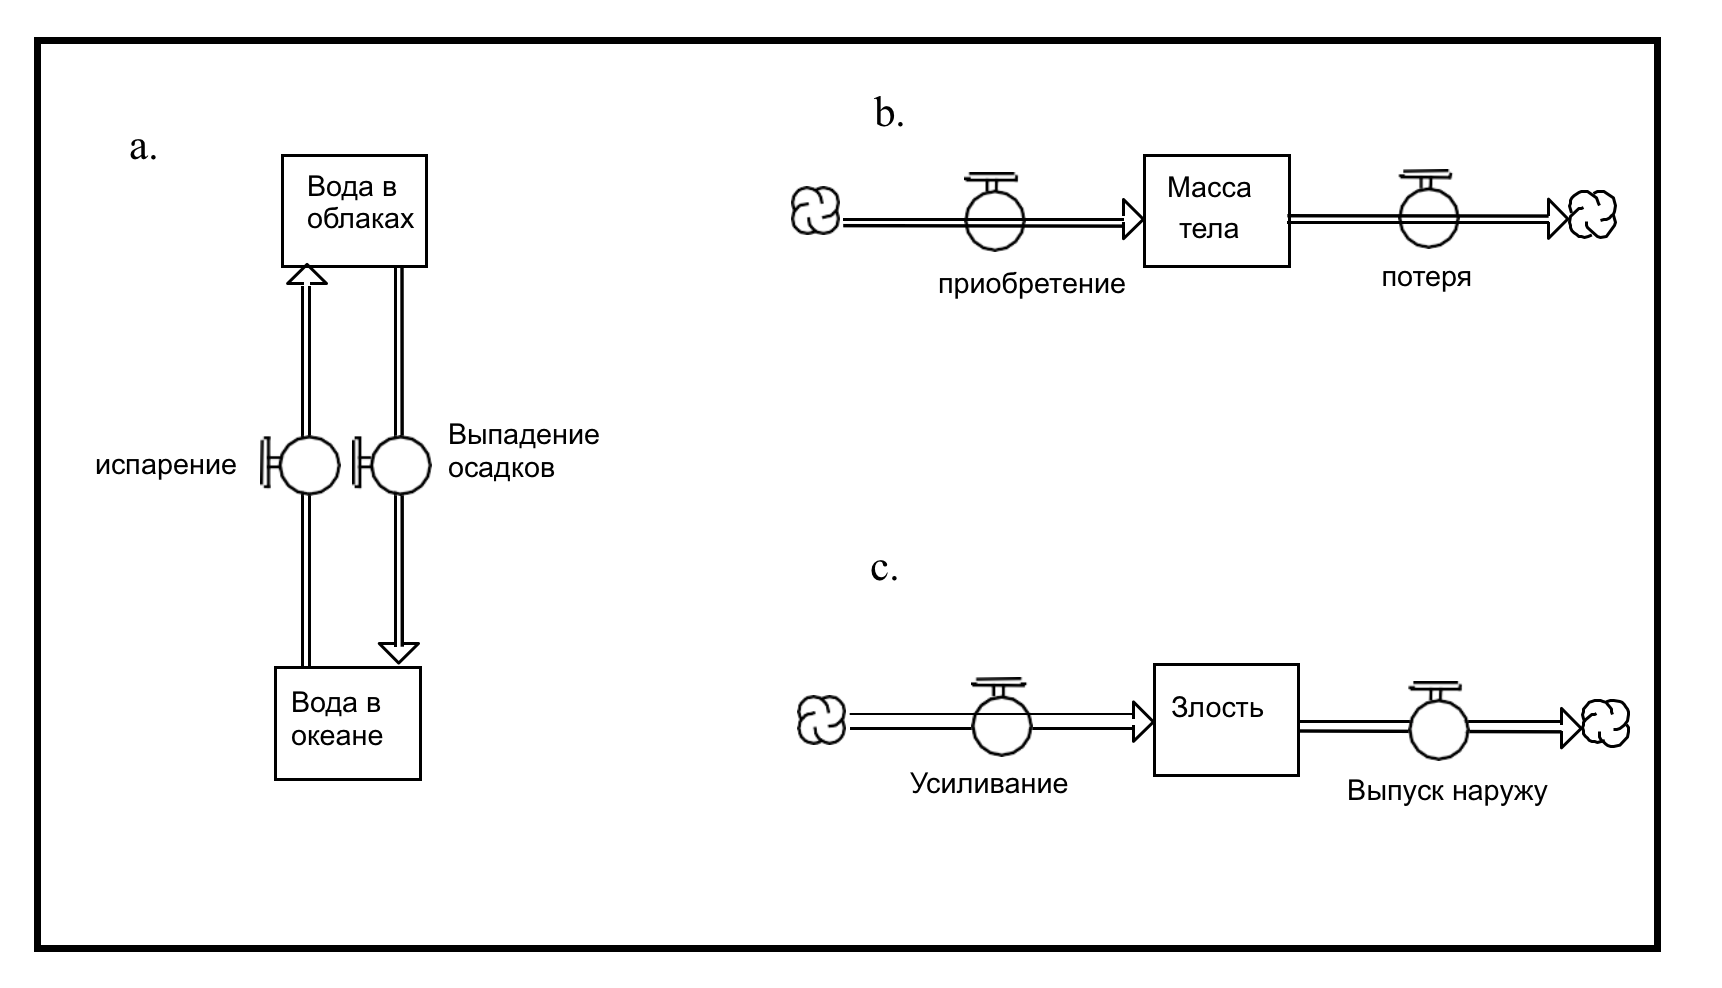 a.
Вода в
облаках
испарение
Выпадение
осадков
Вода в
океане
b.
Масса
тела
приобретение
потеря
c.
Злость
Усиливание
Выпуск наружу